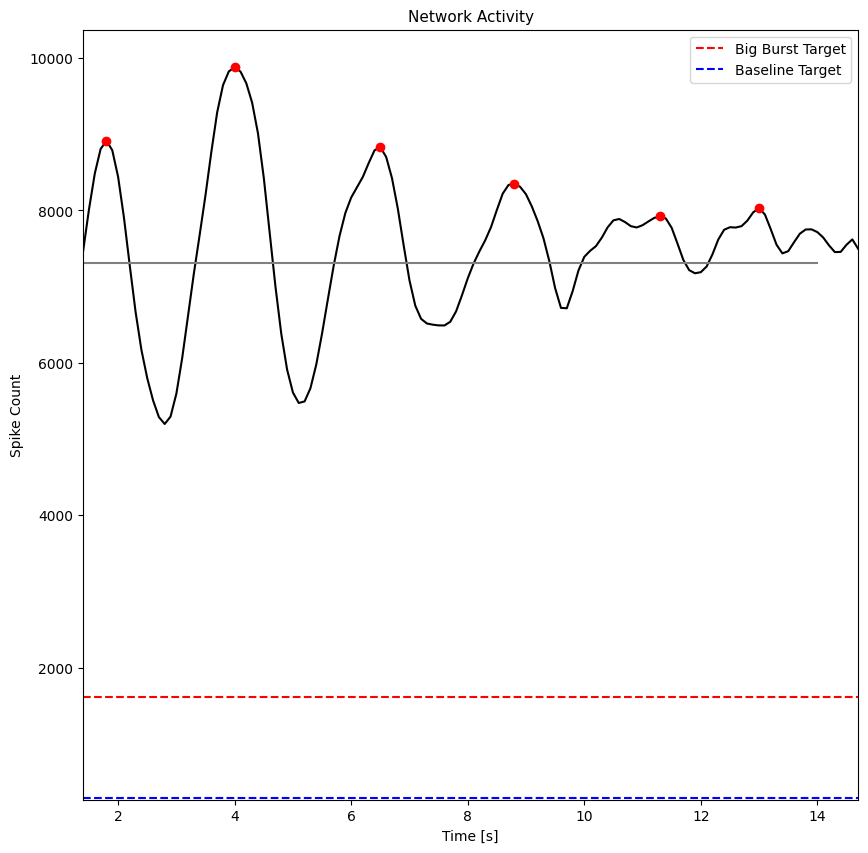 Network Activity
Big Burst Target
Baseline Target
Spike Count
10000
8000
6000
4000
2000
2
4
6
8
10
12
14
Time [s]